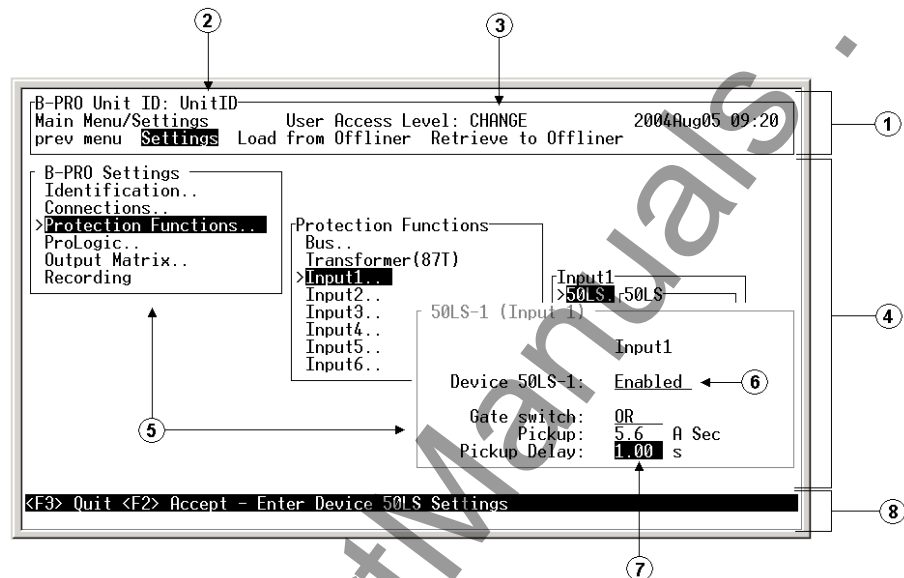 2
3
B-PRO Unit ID: UnitID
Main Menu/Settings User Access Level: CHANGE 2004Aug05 09:20
prev menu Settings Load from Offliner Retrieve to Offliner
1
B-PRO Settings
Identification..
Connections..
>Protection Functions..
ProLogic..
Output Matrix..
Recording
Protection Functions
Bus..
Transformer(87T)
>Input1..
Input2..
Input3..
Input4..
Input5..
Input6..
Input1
>50LS. 50LS
4
50LS-1 (Input 1)
Input1
Device 50LS-1: Enabled
6
Gate switch: OR
Pickup: 5.6 A Sec
Pickup Delay: 1.00 s
5
<F3> Quit <F2> Accept - Enter Device 50LS Settings
8
7